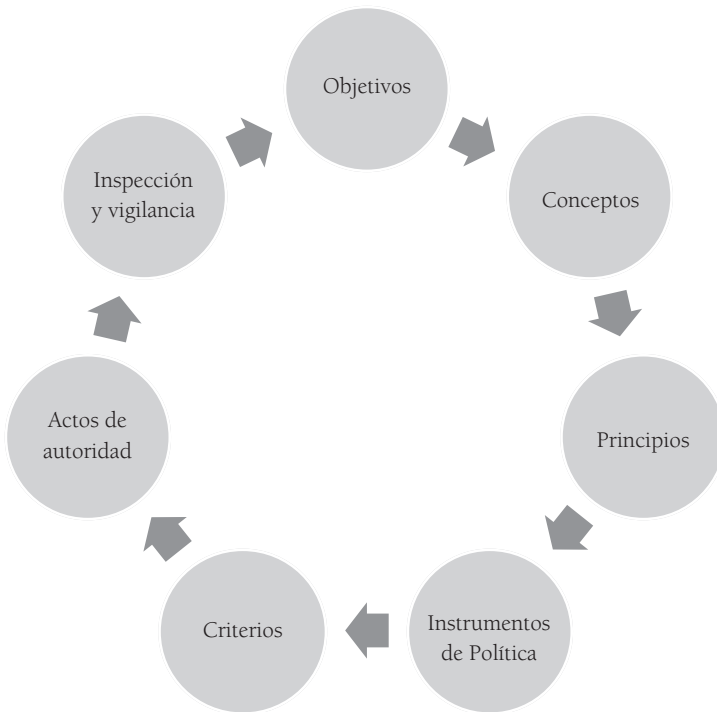 Objetivos
Conceptos
Principios
Instrumentos
de Política
Criterios
Actos de
autoridad
Inspección
y vigilancia